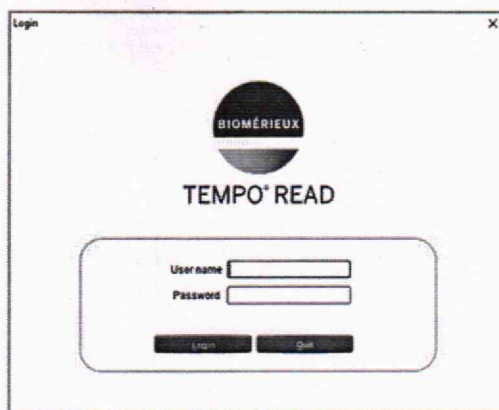 Login
BIOMÉRIEUX
TEMPO® READ
User name
Password
Login Quit